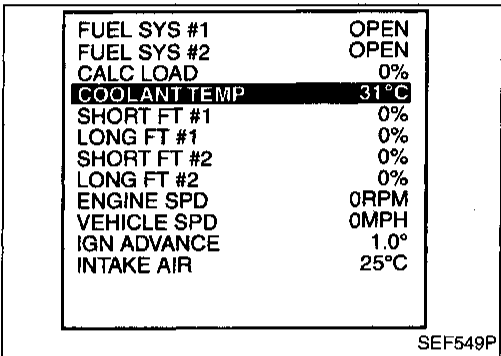 FUEL SYS #1 OPEN
FUEL SYS #2 OPEN
CALC LOAD 0%
COOLANT TEMP 31°C
SHORT FT #1 0%
LONG FT #1 0%
SHORT FT #2 0%
LONG FT #2 0%
ENGINE SPD 0RPM
VEHICLE SPD 0MPH
IGN ADVANCE 1.0°
INTAKE AIR 25°C
SEF549P